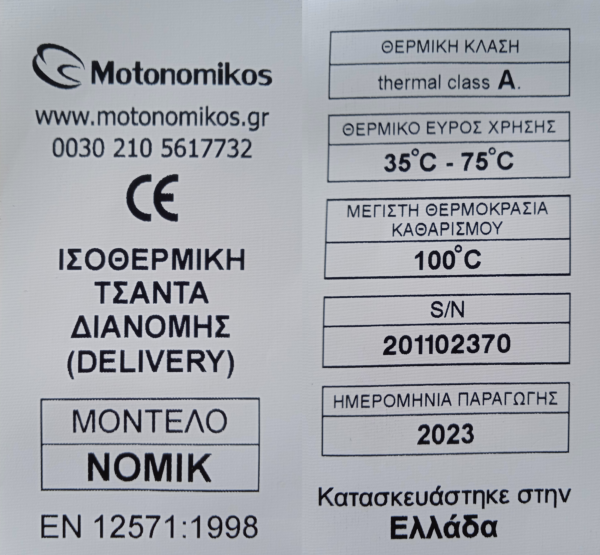 Motonomikos
www.motonomikos.gr
0030 210 5617732
CE
ΙΣΟΘΕΡΜΙΚΗ
ΤΣΑΝΤΑ
ΔΙΑΝΟΜΗΣ
(DELIVERY)
ΜΟΝΤΕΛΟ
ΝΟΜΙΚ
EN 12571:1998
ΘΕΡΜΙΚΗ ΚΛΑΣΗ
thermal class A.
ΘΕΡΜΙΚΟ ΕΥΡΟΣ ΧΡΗΣΗΣ
35°C - 75°C
ΜΕΓΙΣΤΗ ΘΕΡΜΟΚΡΑΣΙΑ
ΚΑΘΑΡΙΣΜΟΥ
100°C
S/N
201102370
ΗΜΕΡΟΜΗΝΙΑ ΠΑΡΑΓΩΓΗΣ
2023
Κατασκευάστηκε στην
Ελλάδα